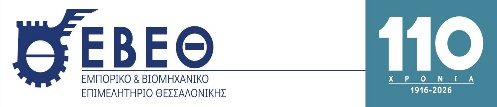 ΕΒΕΘ
ΕΜΠΟΡΙΚΟ & ΒΙΟΜΗΧΑΝΙΚΟ
ΕΠΙΜΕΛΗΤΗΡΙΟ ΘΕΣΣΑΛΟΝΙΚΗΣ
110
ΧΡΟΝΙΑ
1916-2026